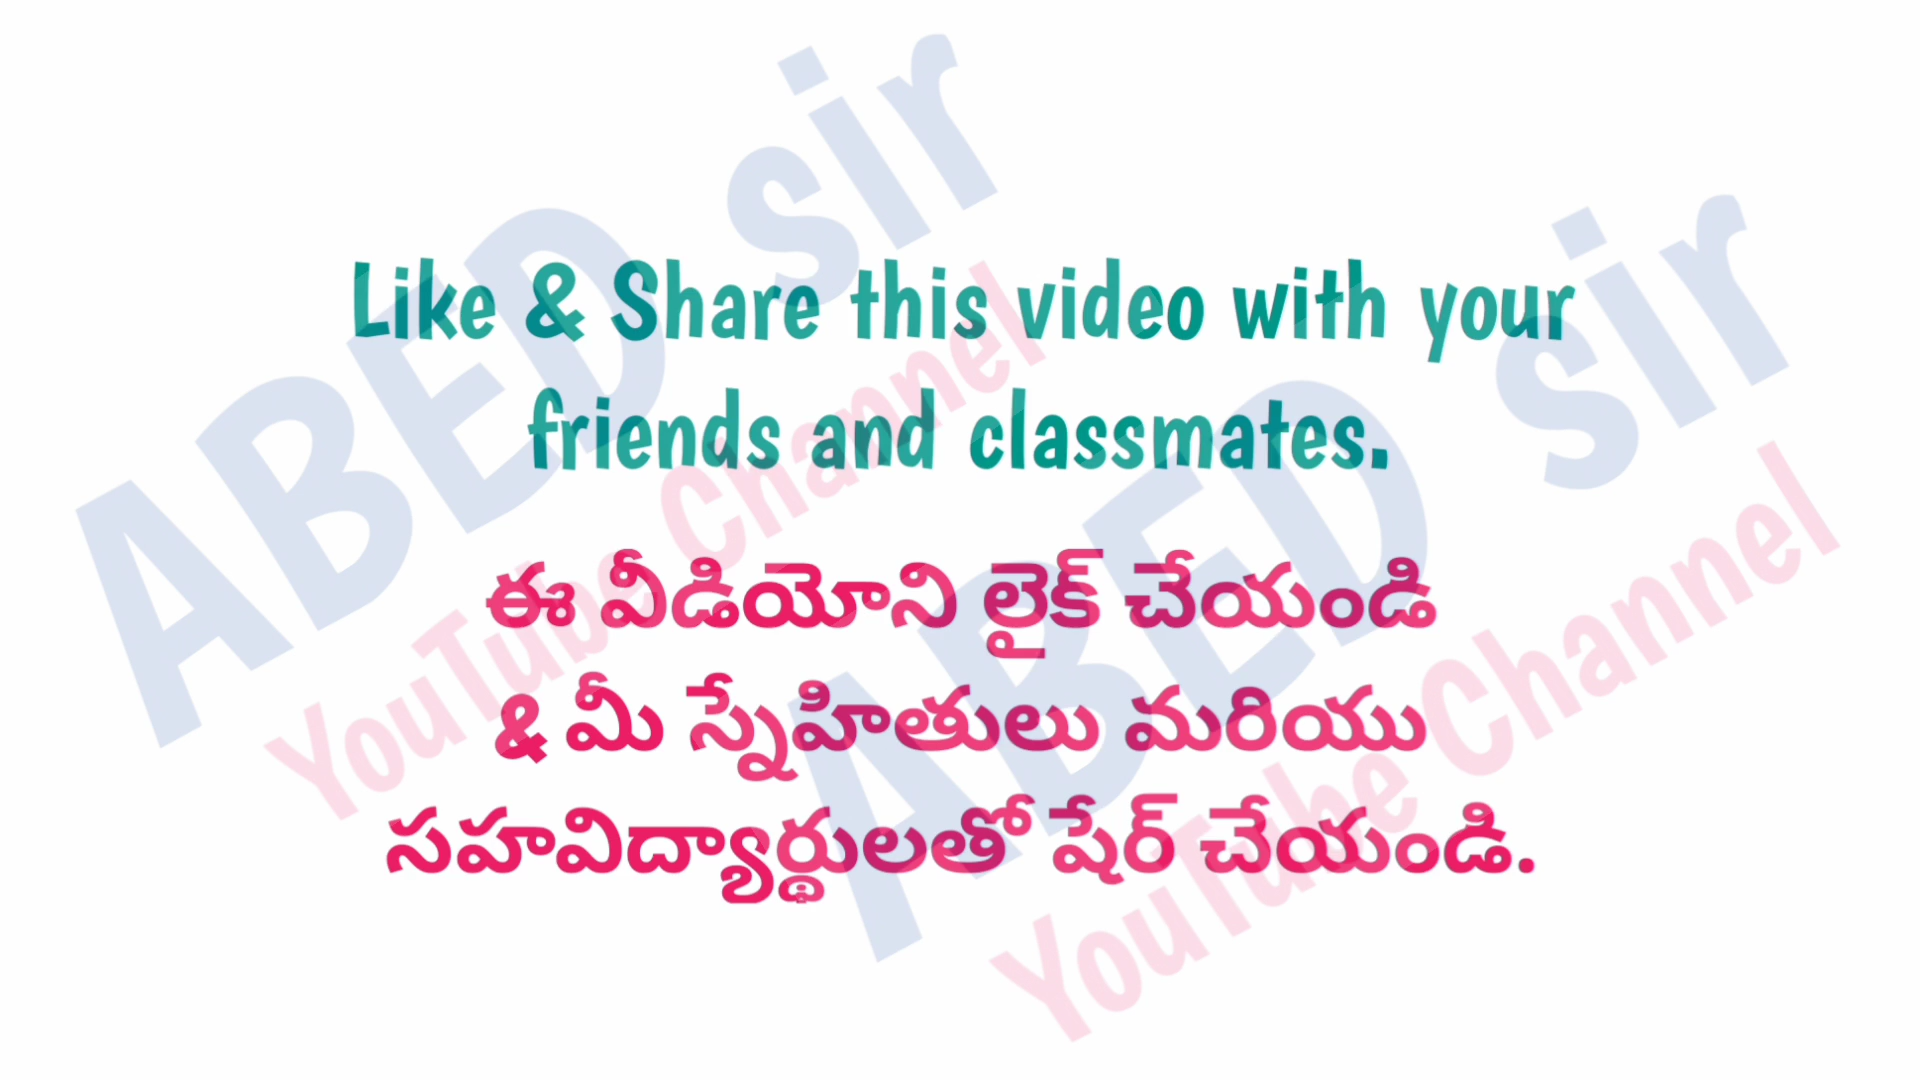 Like & Share this video with your
friends and classmates.
ఈ వీడియోని లైక్ చేయండి
& మీ స్నేహితులు మరియు
సహవిద్యార్థులతో షేర్ చేయండి.
ABED sir
YouTube Channel
ABED sir
YouTube Channel